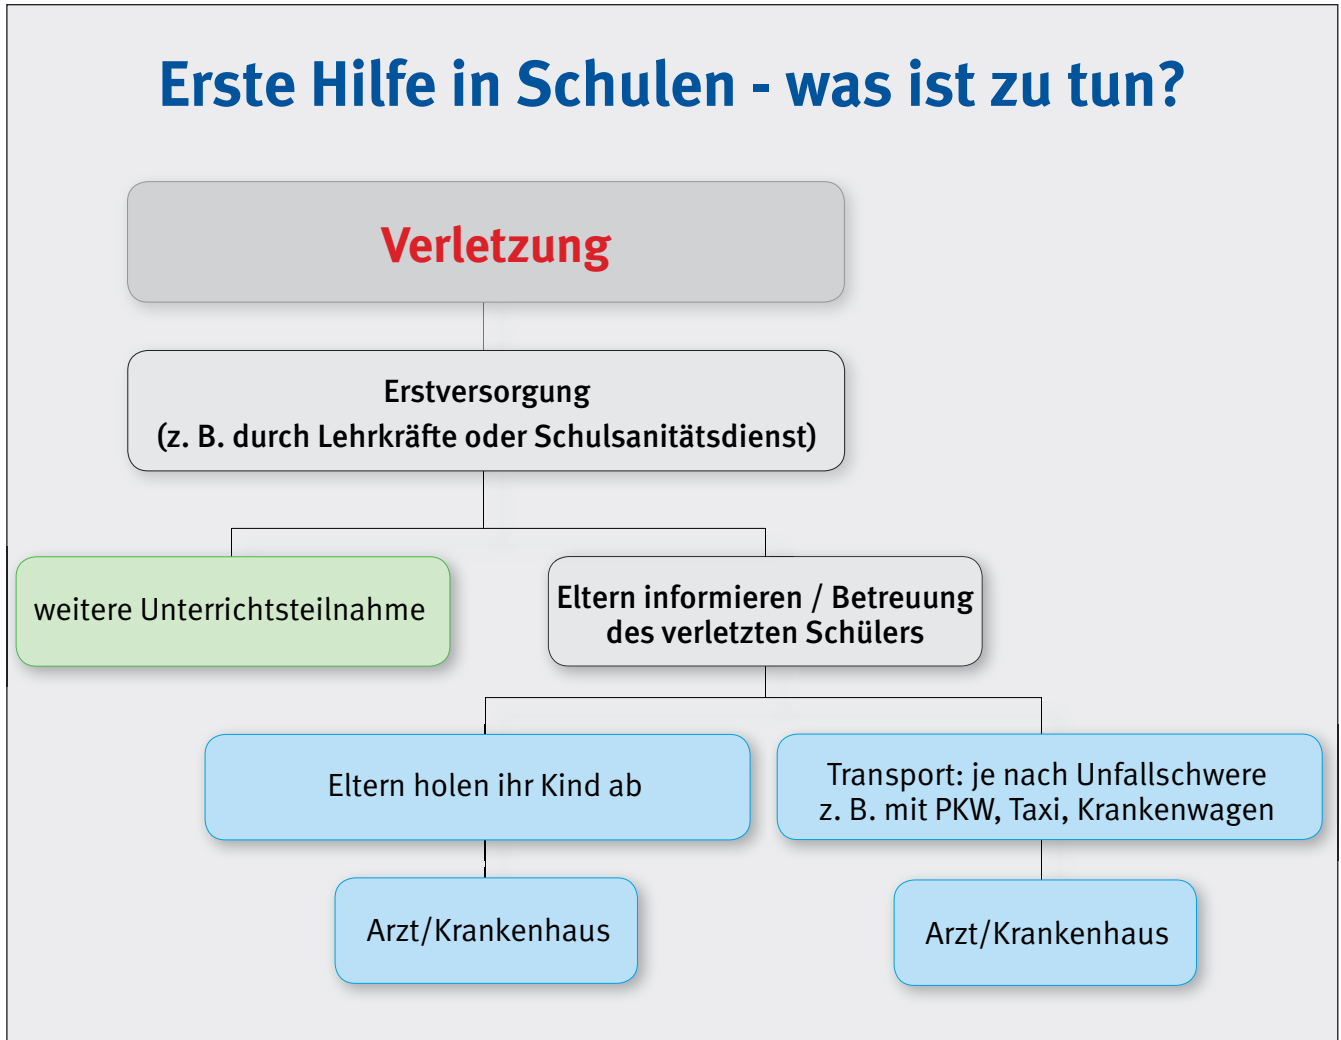 Erste Hilfe in Schulen - was ist zu tun?
Verletzung
Erstversorgung
(z. B. durch Lehrkräfte oder Schulsanitätsdienst)
weitere Unterrichtsteilnahme
Eltern informieren / Betreuung
des verletzten Schülers
Eltern holen ihr Kind ab
Transport: je nach Unfallschwere
z. B. mit PKW, Taxi, Krankenwagen
Arzt/Krankenhaus
Arzt/Krankenhaus